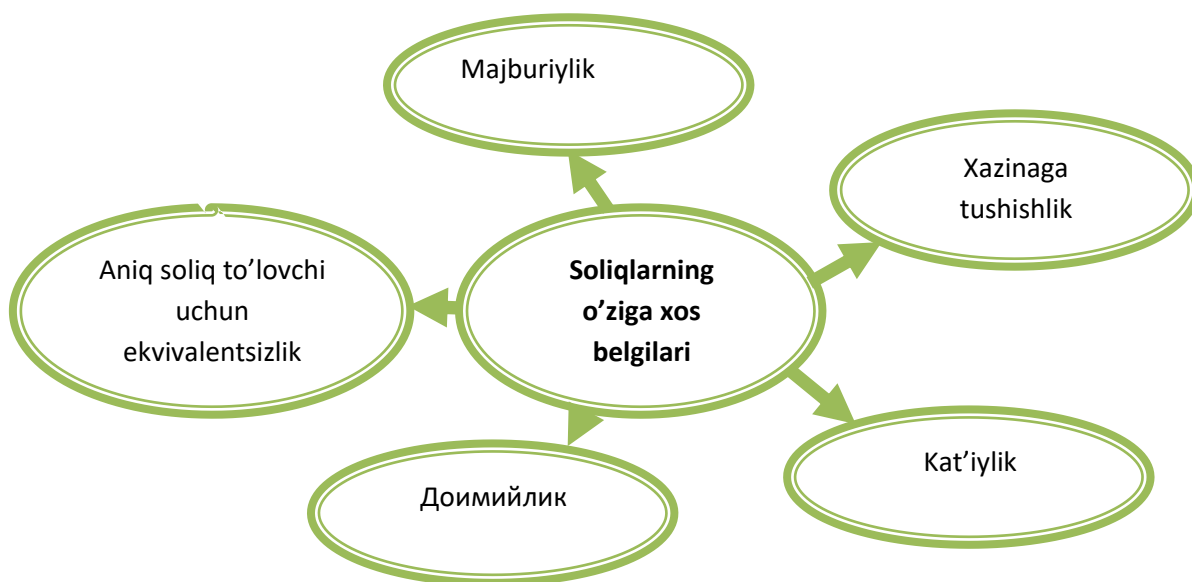 Majburiylik
Xazinaga
tushishlik
Aniq soliq to’lovchi
uchun
ekvivalentsizlik
Soliqlarning
o’ziga xos
belgilari
Kat’iylik
Доимийлик